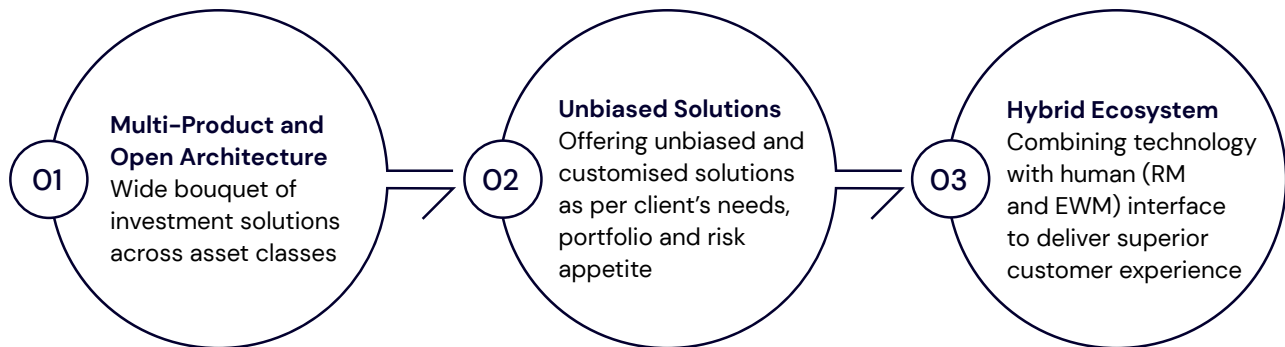 01
Multi-Product and
Open Architecture
Wide bouquet of
investment solutions
across asset classes
02
Unbiased Solutions
Offering unbiased and
customised solutions
as per client's needs,
portfolio and risk
appetite
03
Hybrid Ecosystem
Combining technology
with human (RM
and EWM) interface
to deliver superior
customer experience